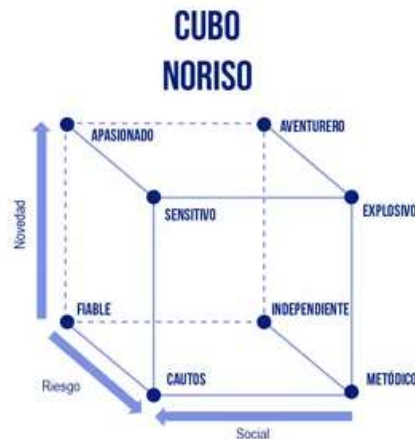 CUBO
NORISO
APASIONADO
AVENTURERO
SENSITIVO
EXPLOSIVO
Novedad
FIABLE
INDEPENDIENTE
Riesgo
CAUTOS
METÓDICO
Social